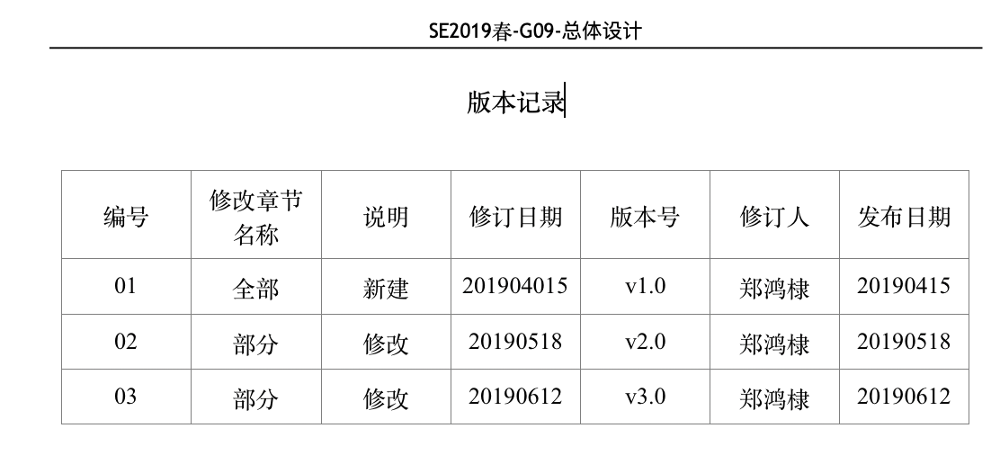 SE2019春-G09-总体设计
版本记录
编号 修改章节名称 说明 修订日期 版本号 修订人 发布日期
01 全部 新建 201904015 v1.0 郑鸿棣 20190415
02 部分 修改 20190518 v2.0 郑鸿棣 20190518
03 部分 修改 20190612 v3.0 郑鸿棣 20190612